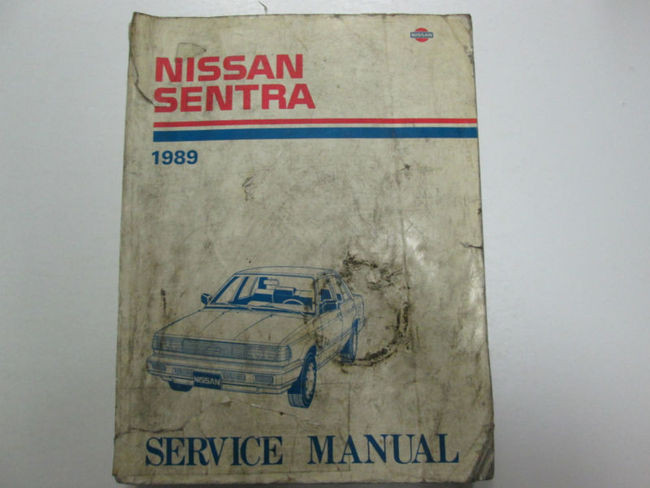 NISSAN
NISSAN
SENTRA
1989
NISSAN
SERVICE MANUAL